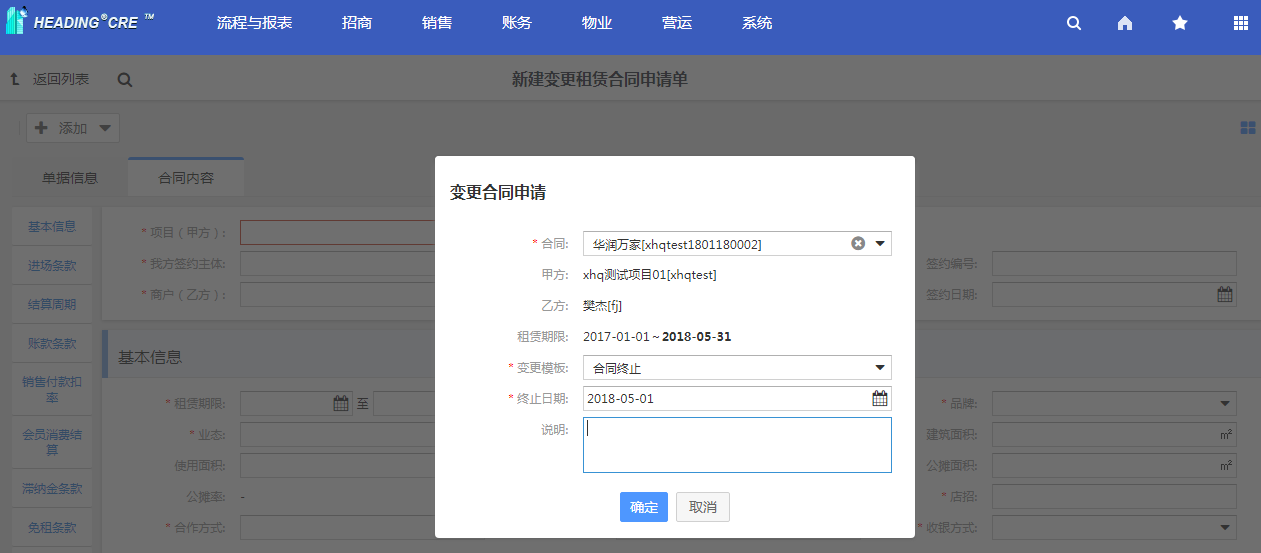 HEADING®CRE ™
流程与报表 招商 销售 账务 物业 营运 系统
返回列表
新建变更租赁合同申请单
添加
单据信息 合同内容
变更合同申请
基本信息
进场条款
结算周期
账款条款
销售付款扣
率
会员消费结
算
滞纳金条款
免租条款
* 项目（甲方）:
* 我方签约主体:
签约编号:
* 商户（乙方）:
签约日期:
* 合同: 华润万家[xhqtest1801180002]
甲方: xhq测试项目01[xhqtest]
乙方: 樊杰[fj]
租赁期限: 2017-01-01 ~ 2018-05-31
* 变更模板: 合同终止
* 终止日期: 2018-05-01
说明:
确定 取消
基本信息
* 租赁期限: 至
* 品牌:
* 业态:
建筑面积: m²
使用面积:
公摊面积: m²
公摊率: -
* 店招:
* 合作方式:
* 收银方式: